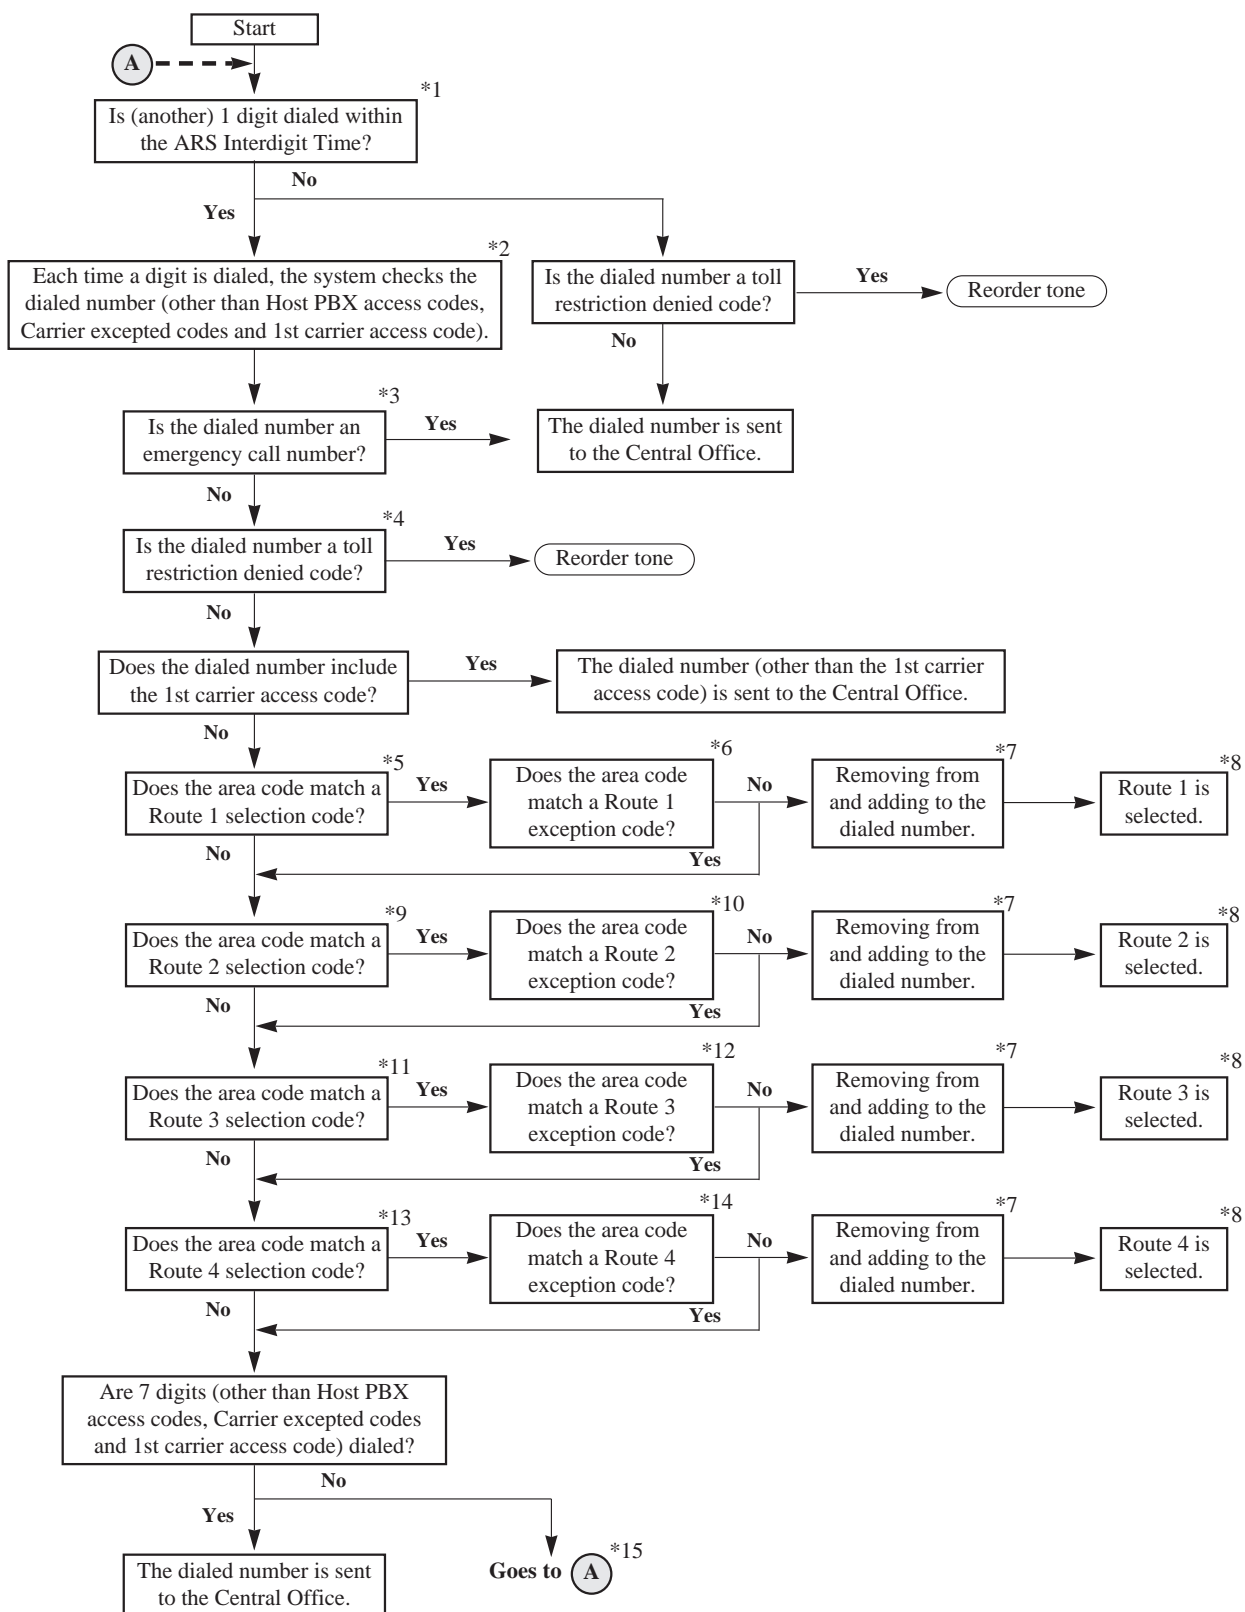 Start
A
*1
Is (another) 1 digit dialed within
the ARS Interdigit Time?
No
Yes
*2
Each time a digit is dialed, the system checks the
dialed number (other than Host PBX access codes,
Carrier excepted codes and 1st carrier access code).
Is the dialed number a toll
restriction denied code?
Yes
Reorder tone
No
*3
Is the dialed number an
emergency call number?
Yes
The dialed number is sent
to the Central Office.
No
*4
Is the dialed number a toll
restriction denied code?
Yes
Reorder tone
No
Does the dialed number include
the 1st carrier access code?
Yes
The dialed number (other than the 1st carrier
access code) is sent to the Central Office.
No
*5
Does the area code match a
Route 1 selection code?
Yes
*6
Does the area code
match a Route 1
exception code?
No
*7
Removing from
and adding to the
dialed number.
*8
Route 1 is
selected.
No
Yes
*9
Does the area code match a
Route 2 selection code?
Yes
*10
Does the area code
match a Route 2
exception code?
No
*7
Removing from
and adding to the
dialed number.
*8
Route 2 is
selected.
No
Yes
*11
Does the area code match a
Route 3 selection code?
Yes
*12
Does the area code
match a Route 3
exception code?
No
*7
Removing from
and adding to the
dialed number.
*8
Route 3 is
selected.
No
Yes
*13
Does the area code match a
Route 4 selection code?
Yes
*14
Does the area code
match a Route 4
exception code?
No
*7
Removing from
and adding to the
dialed number.
*8
Route 4 is
selected.
No
Yes
Are 7 digits (other than Host PBX
access codes, Carrier excepted codes
and 1st carrier access code) dialed?
No
Yes
The dialed number is sent
to the Central Office.
Goes to A *15